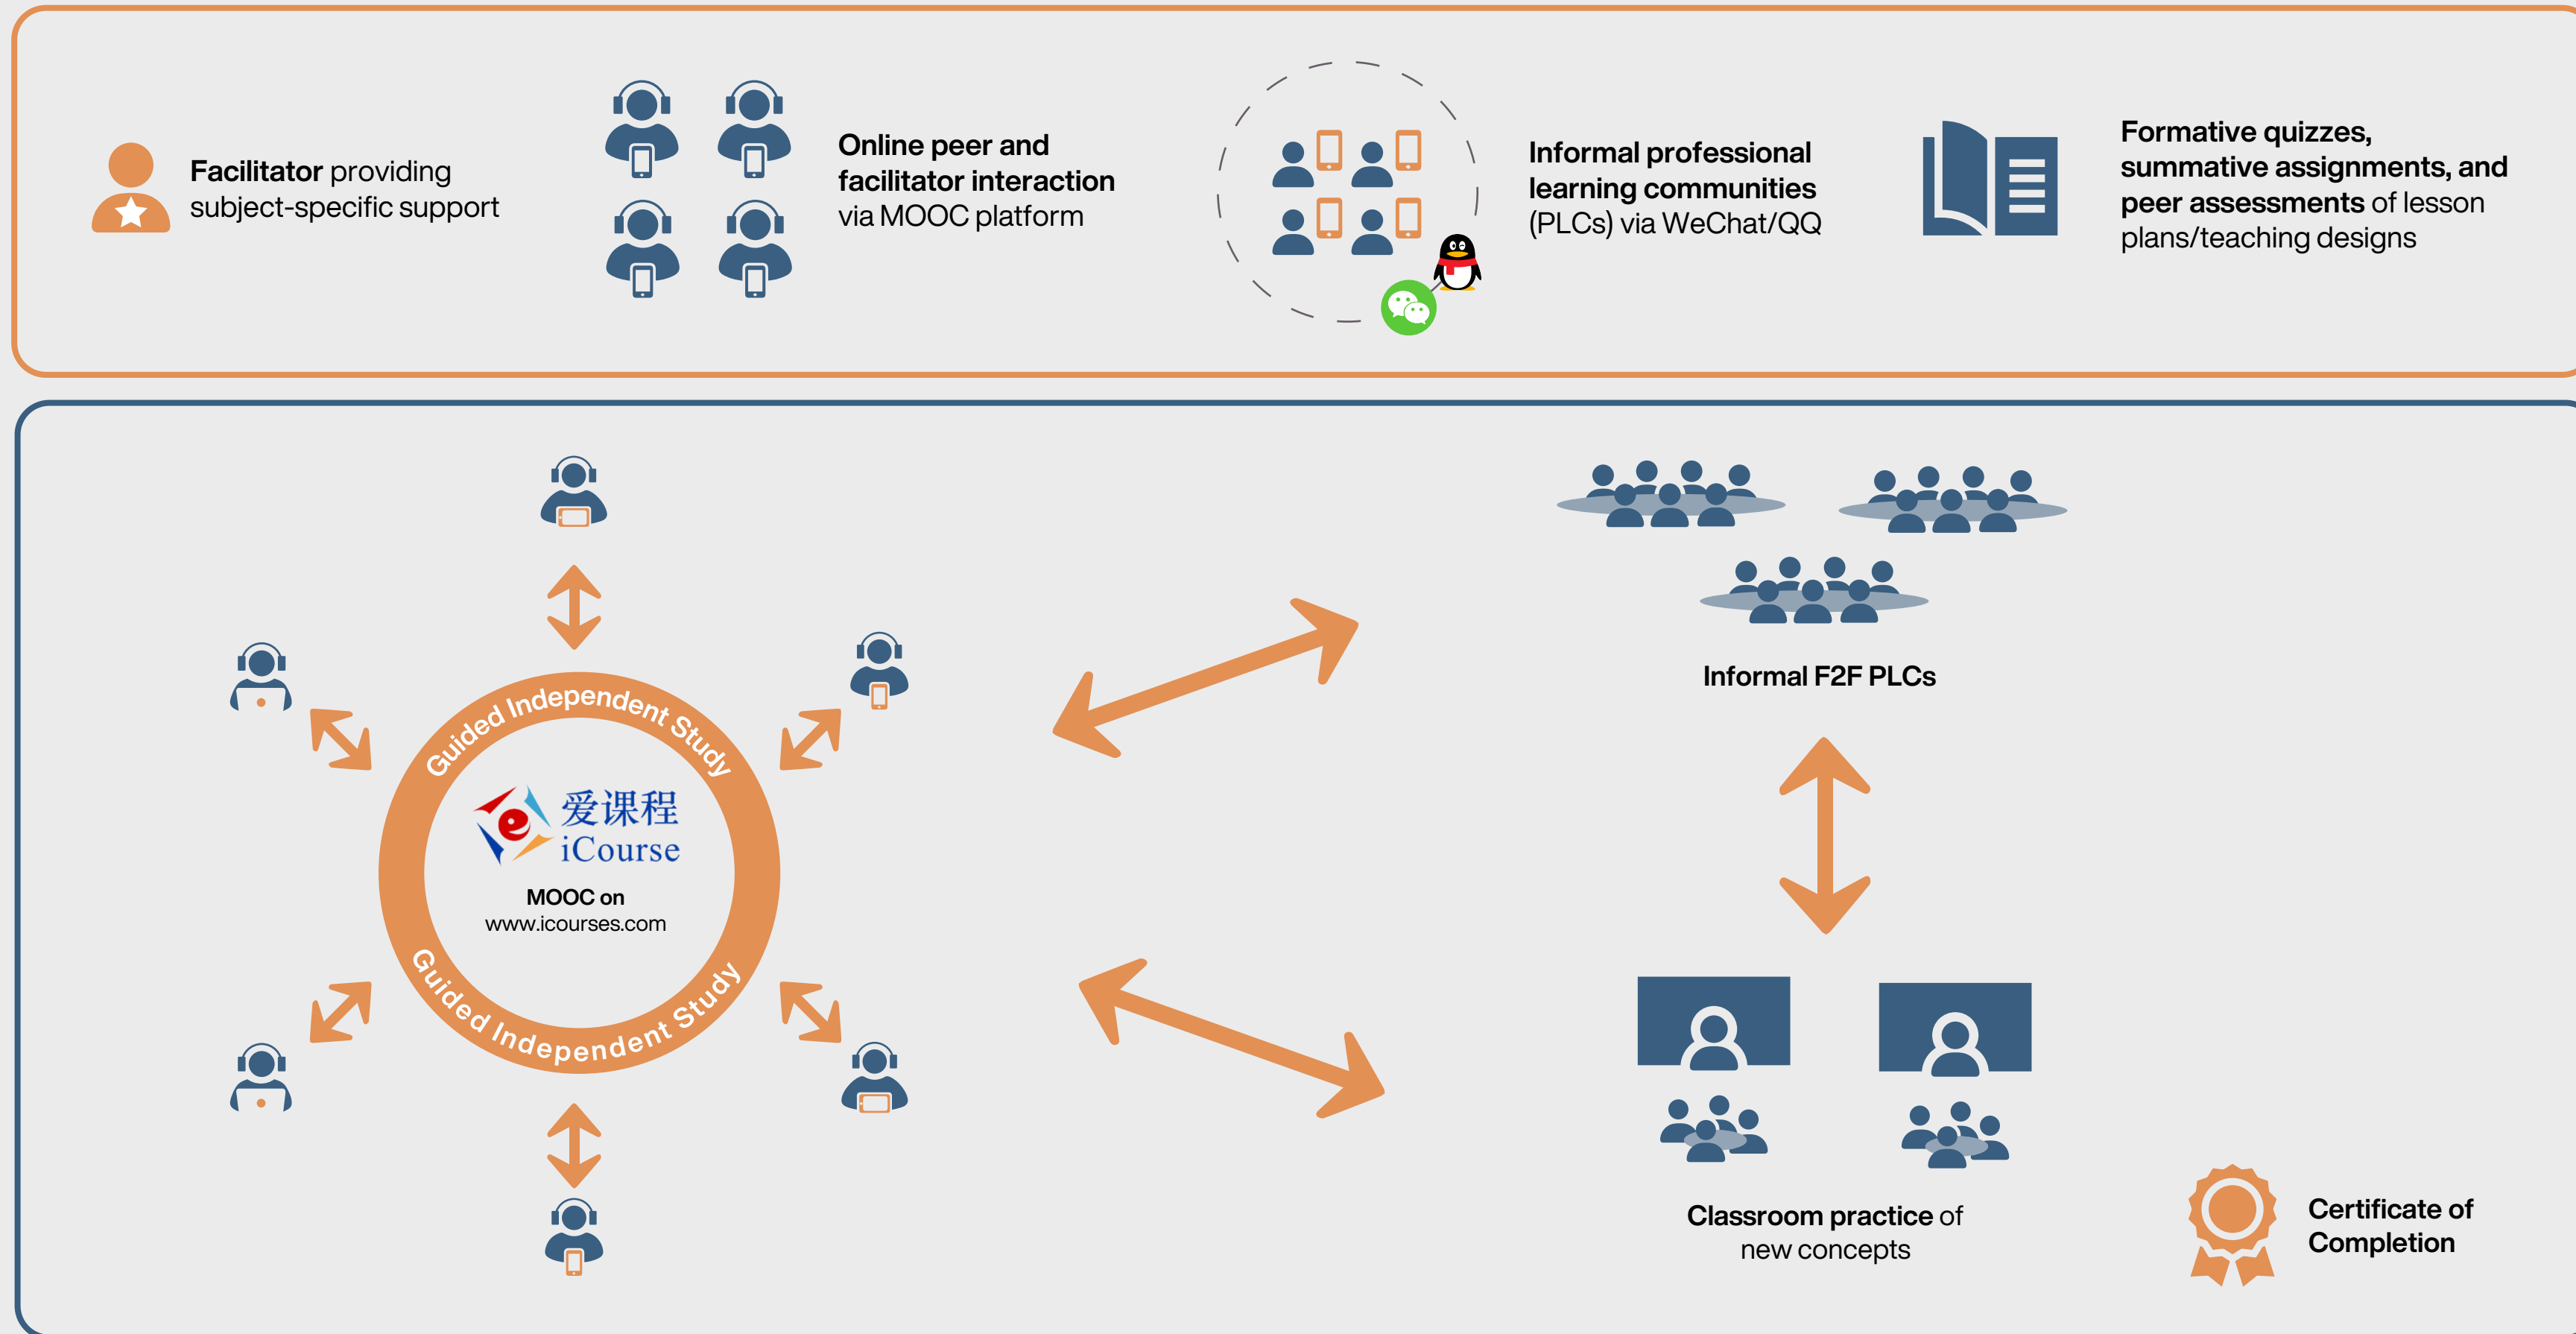 Facilitator providing
subject-specific support
Online peer and
facilitator interaction
via MOOC platform
Informal professional
learning communities
(PLCs) via WeChat/QQ
Formative quizzes,
summative assignments, and
peer assessments of lesson
plans/teaching designs
Guided Independent Study
爱课程
iCourse
MOOC on
www.icourses.com
Guided Independent Study
Informal F2F PLCs
Classroom practice of
new concepts
Certificate of
Completion